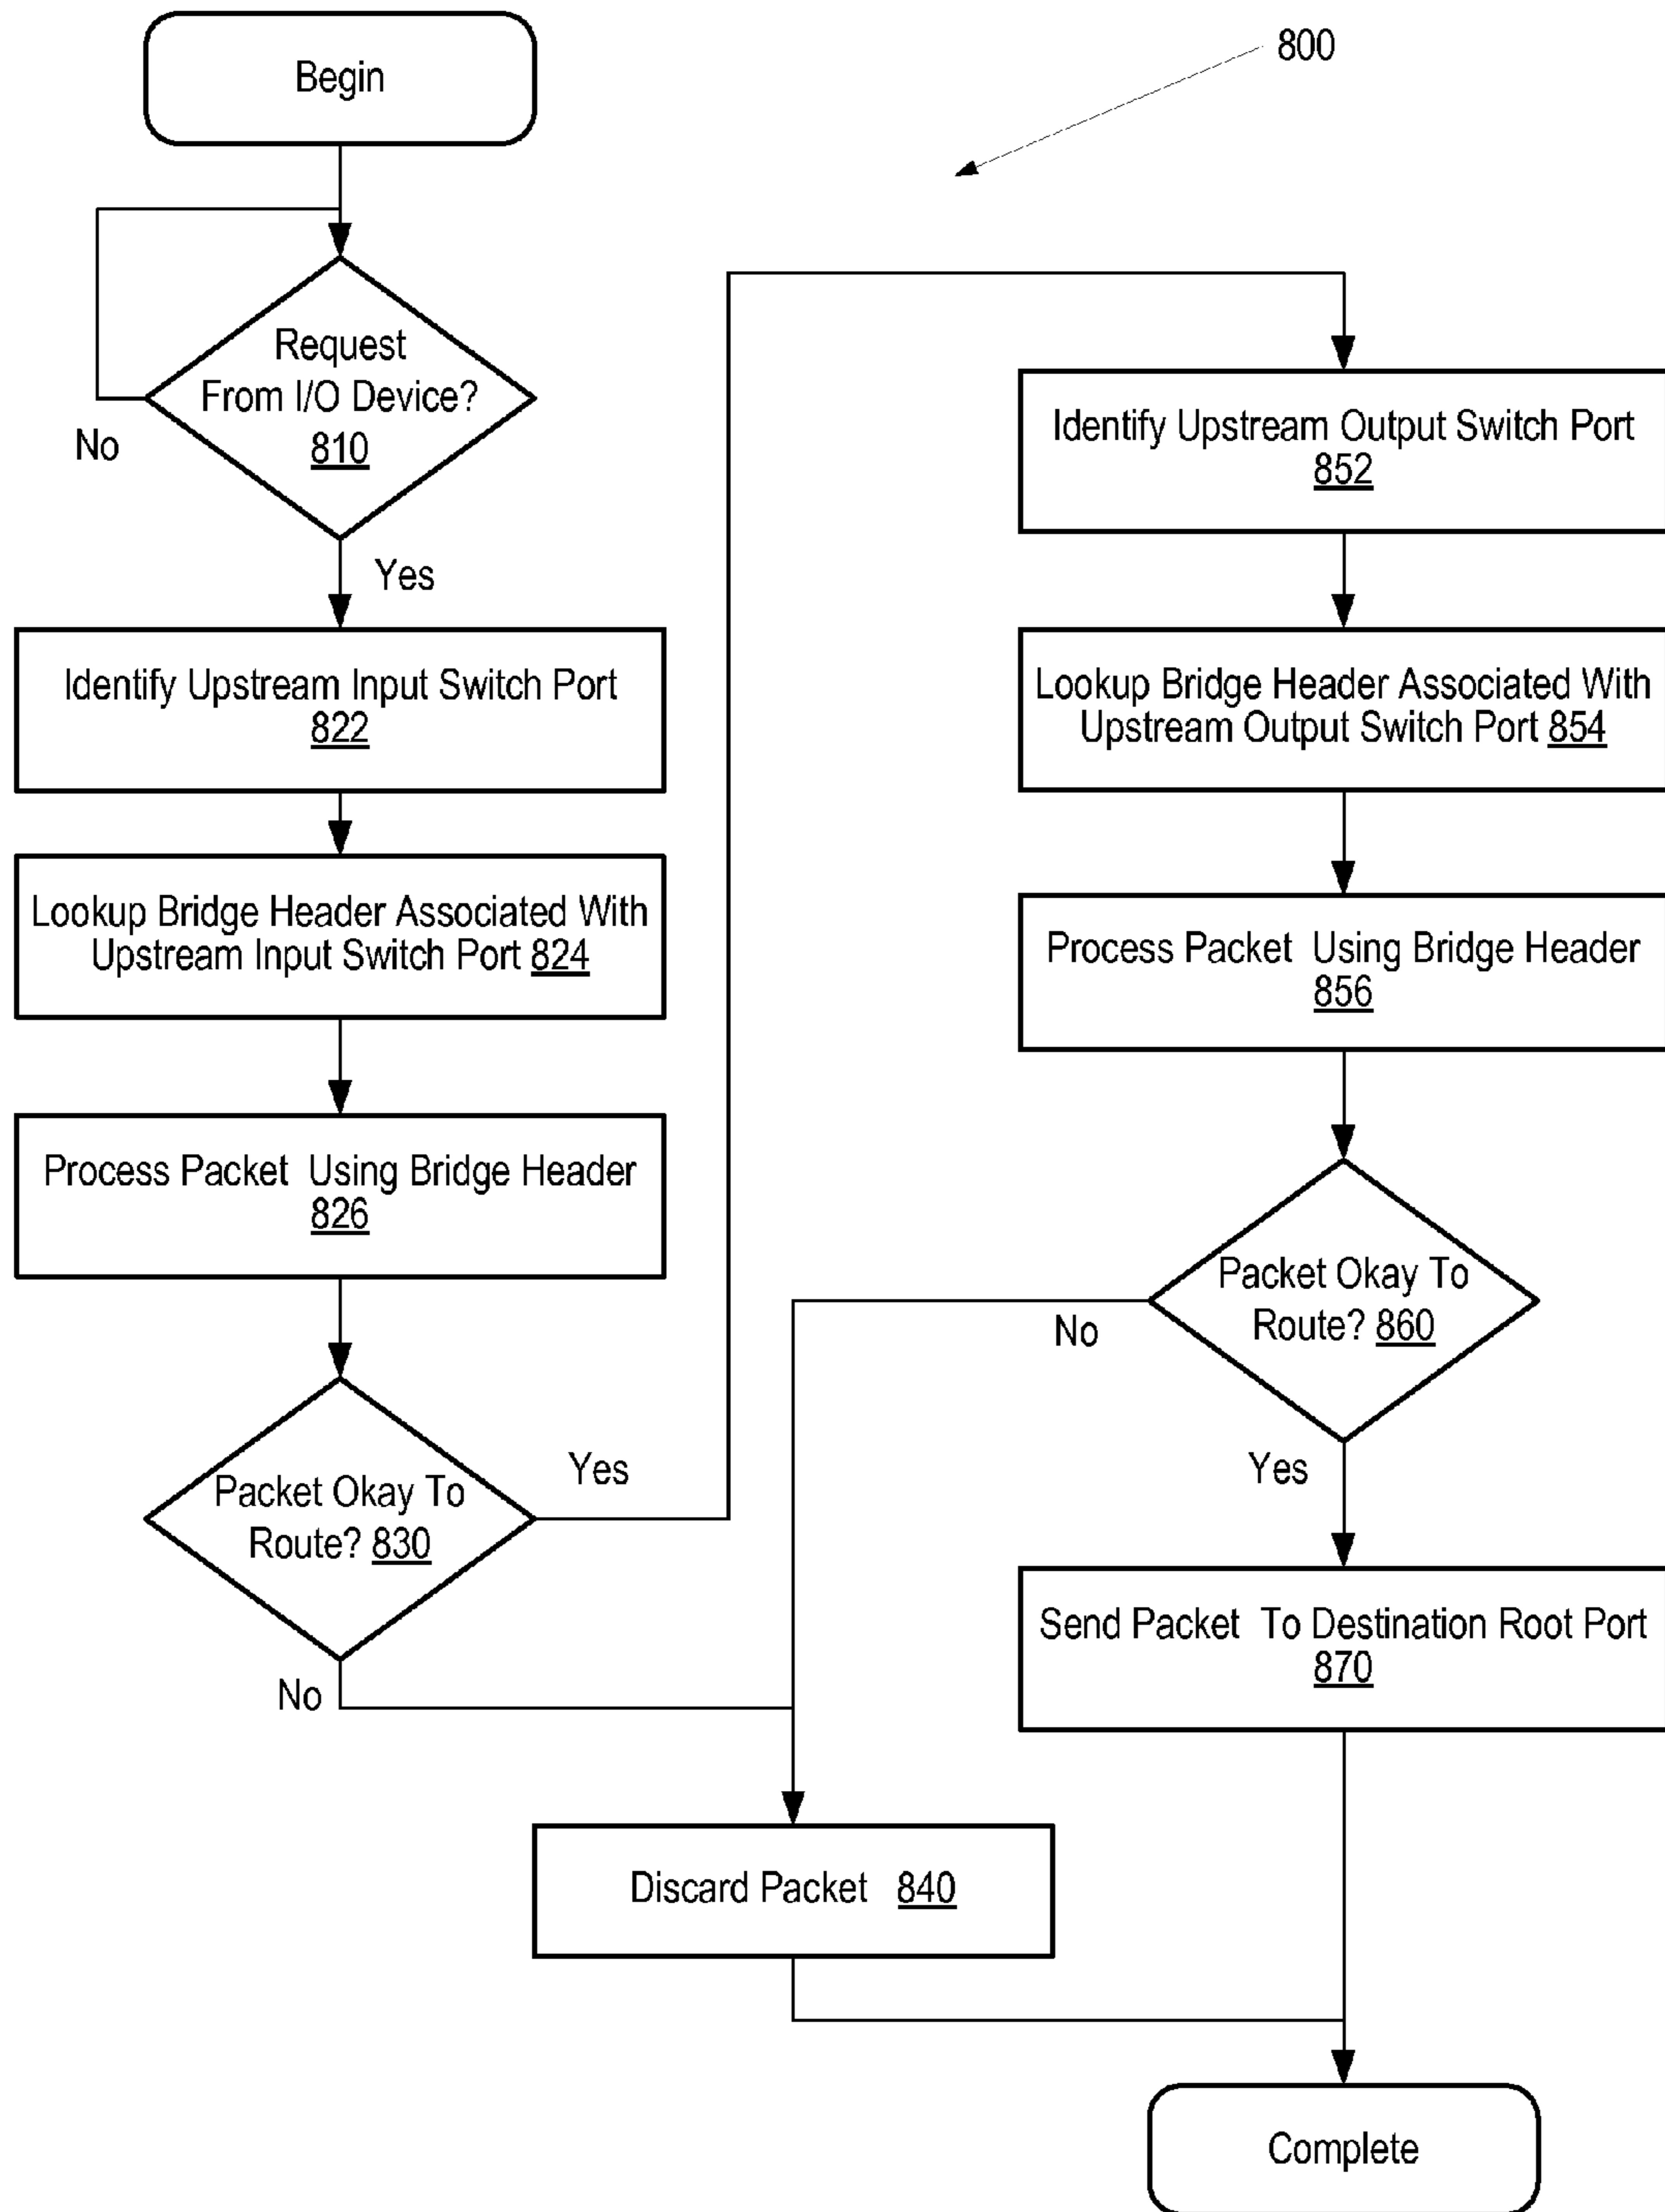 Begin
800
Request
From I/O Device?
810
No
Yes
Identify Upstream Input Switch Port
822
Lookup Bridge Header Associated With
Upstream Input Switch Port 824
Process Packet Using Bridge Header
826
Packet Okay To
Route? 830
Yes
No
Identify Upstream Output Switch Port
852
Lookup Bridge Header Associated With
Upstream Output Switch Port 854
Process Packet Using Bridge Header
856
Packet Okay To
Route? 860
No
Yes
Send Packet To Destination Root Port
870
Discard Packet 840
Complete